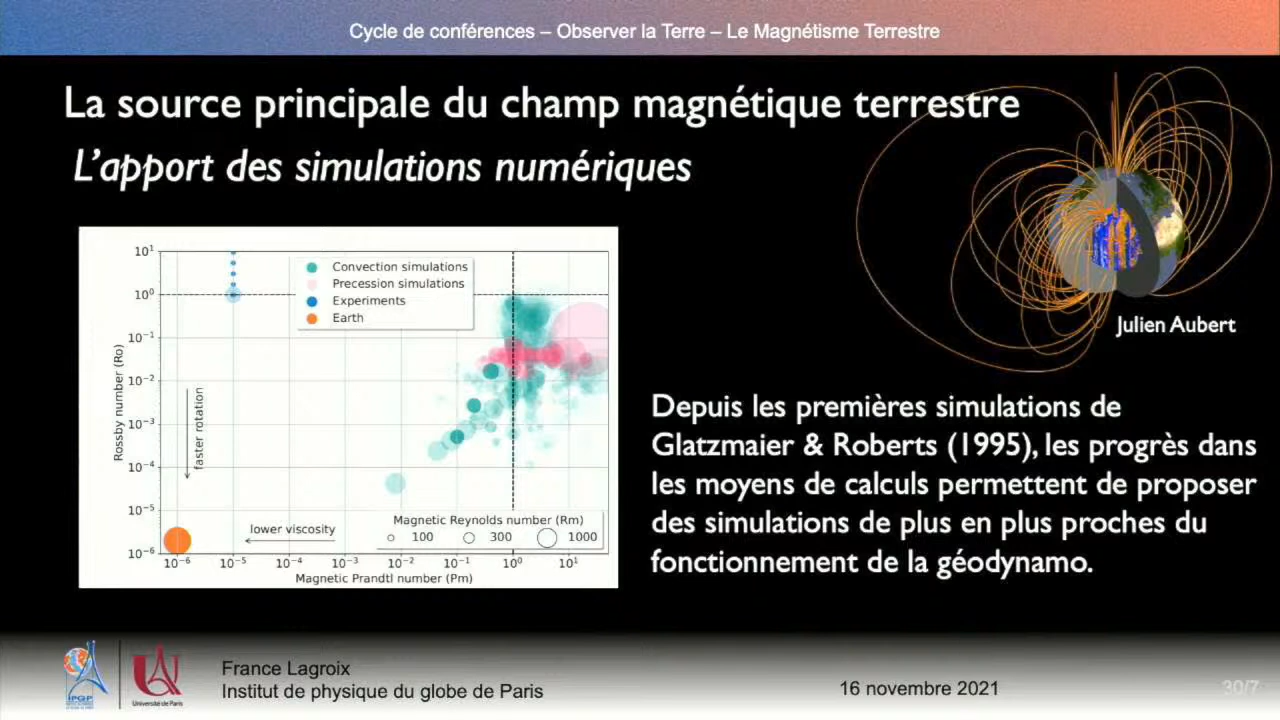 Cycle de conférences – Observer la Terre – Le Magnétisme Terrestre
La source principale du champ magnétique terrestre
L'apport des simulations numériques
Julien Aubert
10¹
10⁰
10⁻¹
10⁻²
10⁻³
10⁻⁴
10⁻⁵
10⁻⁶
Rossby number (Ro)
faster rotation
Convection simulations
Precession simulations
Experiments
Earth
lower viscosity
Magnetic Reynolds number (Rm)
100 300 1000
10⁻⁶ 10⁻⁵ 10⁻⁴ 10⁻³ 10⁻² 10⁻¹ 10⁰ 10¹
Magnetic Prandtl number (Pm)
Depuis les premières simulations de
Glatzmaier & Roberts (1995), les progrès dans
les moyens de calculs permettent de proposer
des simulations de plus en plus proches du
fonctionnement de la géodynamo.
IPGP
Université de Paris
France Lagroix
Institut de physique du globe de Paris
16 novembre 2021
30/7